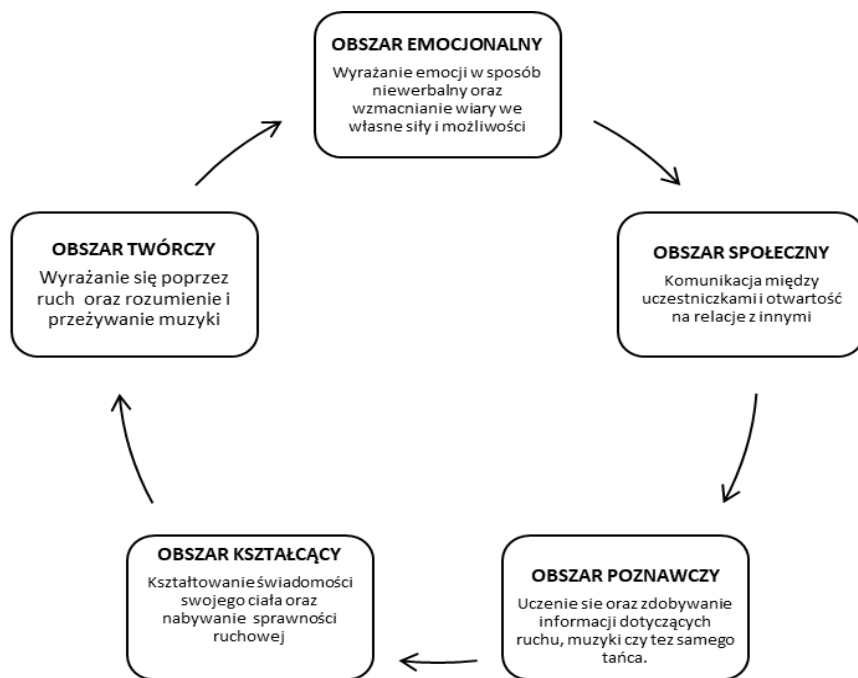 OBSZAR EMOCJONALNY
Wyrażanie emocji w sposób
niewerbalny oraz
wzmacnianie wiary we
własne siły i możliwości
OBSZAR SPOŁECZNY
Komunikacja między
uczestniczkami i otwartość
na relacje z innymi
OBSZAR POZNAWCZY
Uczenie sie oraz zdobywanie
informacji dotyczących
ruchu, muzyki czy tez samego
tańca.
OBSZAR KSZTAŁCĄCY
Kształtowanie świadomości
swojego ciała oraz
nabywanie sprawności
ruchowej
OBSZAR TWÓRCZY
Wyrażanie się poprzez
ruch oraz rozumienie i
przeżywanie muzyki